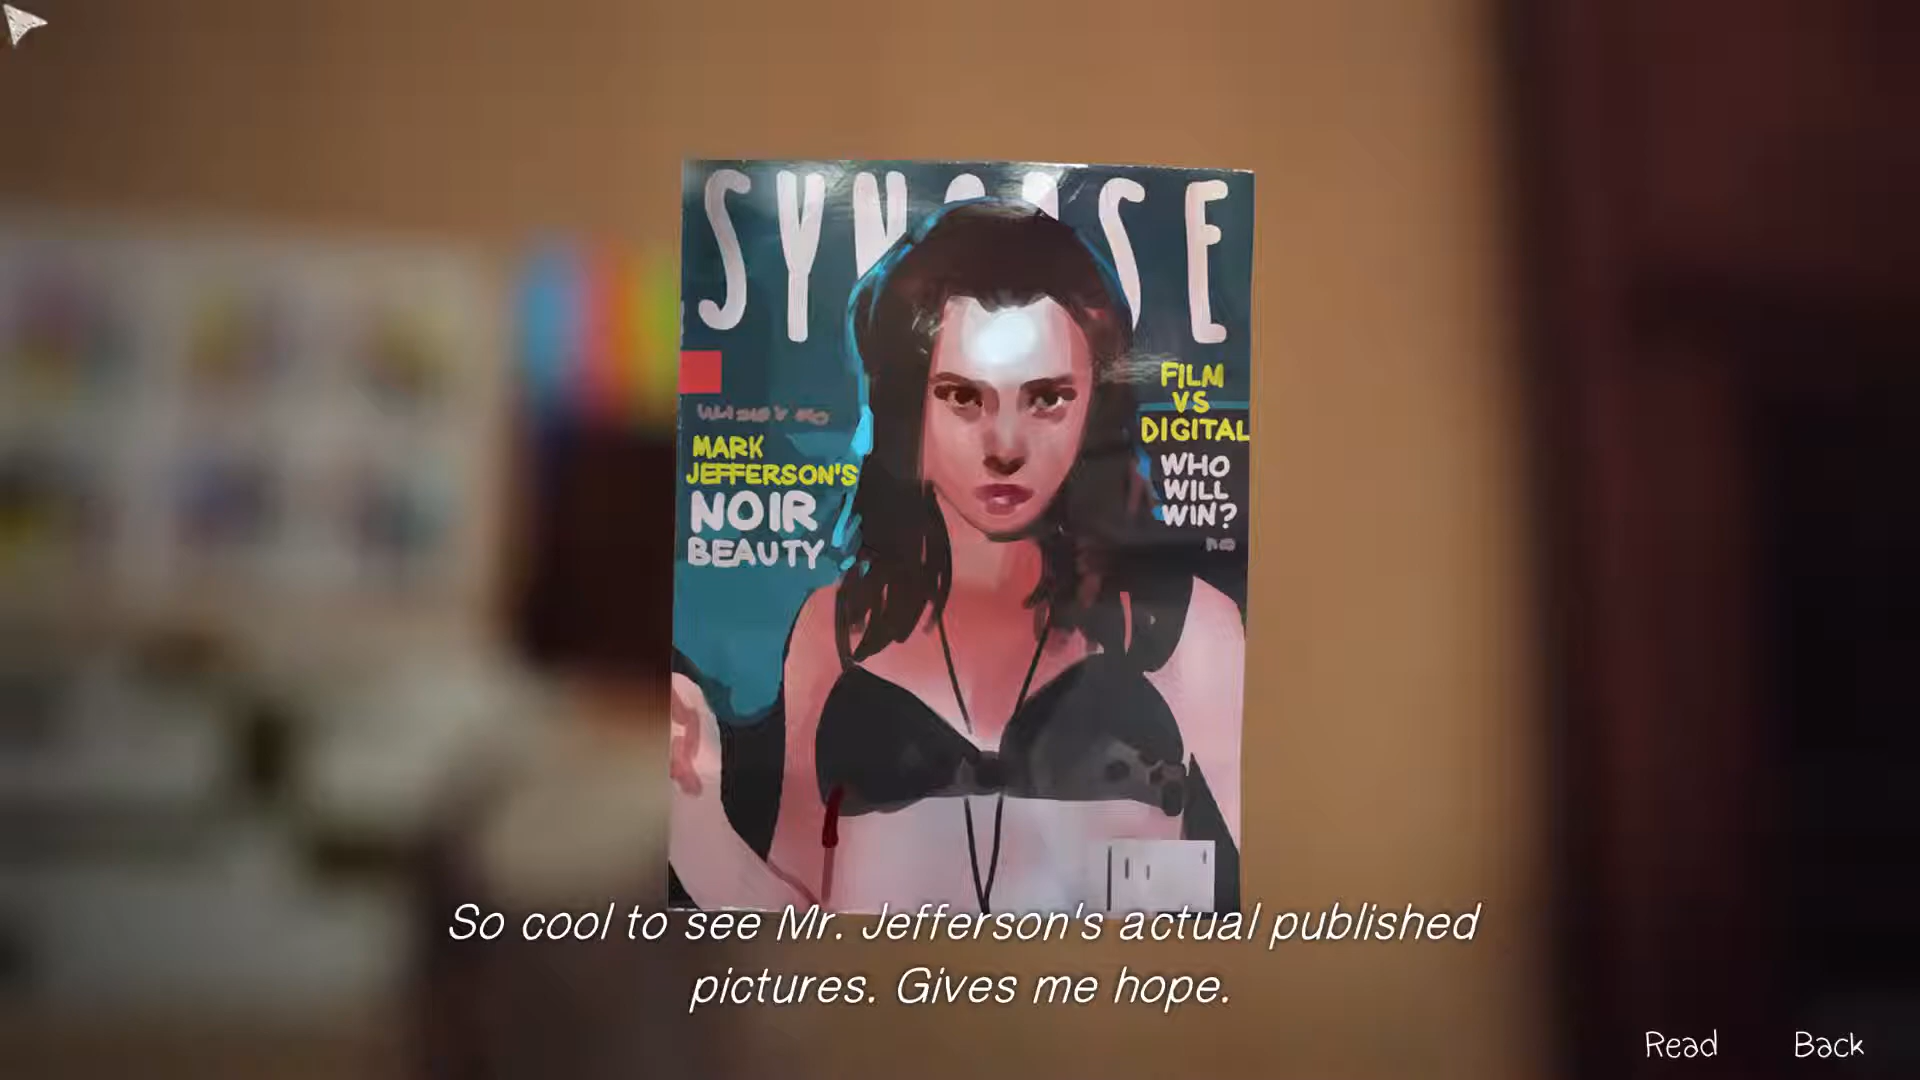 MARK
JEFFERSON'S
NOIR
BEAUTY
FILM
VS
DIGITAL
WHO
WILL
WIN?
So cool to see Mr. Jefferson's actual published
pictures. Gives me hope.
Read Back